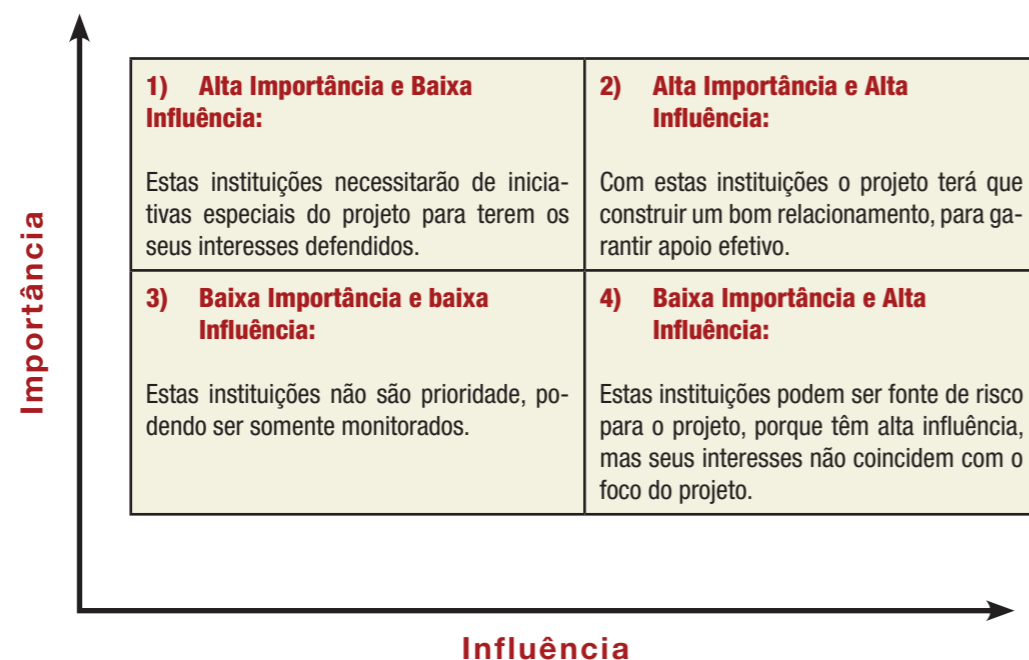 Importância
1) Alta Importância e Baixa
Influência:
Estas instituições necessitarão de inicia-
tivas especiais do projeto para terem os
seus interesses defendidos.
2) Alta Importância e Alta
Influência:
Com estas instituições o projeto terá que
construir um bom relacionamento, para ga-
rantir apoio efetivo.
3) Baixa Importância e baixa
Influência:
Estas instituições não são prioridade, po-
dendo ser somente monitorados.
4) Baixa Importância e Alta
Influência:
Estas instituições podem ser fonte de risco
para o projeto, porque têm alta influência,
mas seus interesses não coincidem com o
foco do projeto.
Influência